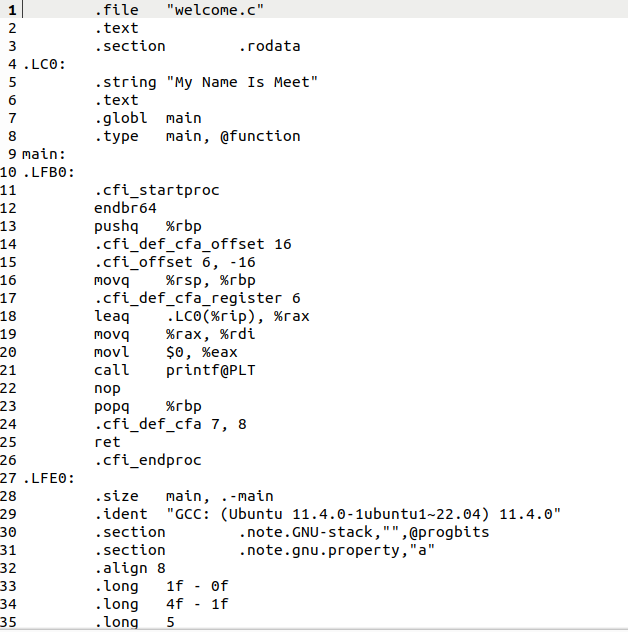 1 .file "welcome.c"
2 .text
3 .section .rodata
4 .LC0:
5 .string "My Name Is Meet"
6 .text
7 .globl main
8 .type main, @function
9 main:
10 .LFB0:
11 .cfi_startproc
12 endbr64
13 pushq %rbp
14 .cfi_def_cfa_offset 16
15 .cfi_offset 6, -16
16 movq %rsp, %rbp
17 .cfi_def_cfa_register 6
18 leaq .LC0(%rip), %rax
19 movq %rax, %rdi
20 movl $0, %eax
21 call printf@PLT
22 nop
23 popq %rbp
24 .cfi_def_cfa 7, 8
25 ret
26 .cfi_endproc
27 .LFE0:
28 .size main, .-main
29 .ident "GCC: (Ubuntu 11.4.0-1ubuntu1~22.04) 11.4.0"
30 .section .note.GNU-stack,"",@progbits
31 .section .note.gnu.property,"a"
32 .align 8
33 .long 1f - 0f
34 .long 4f - 1f
35 .long 5